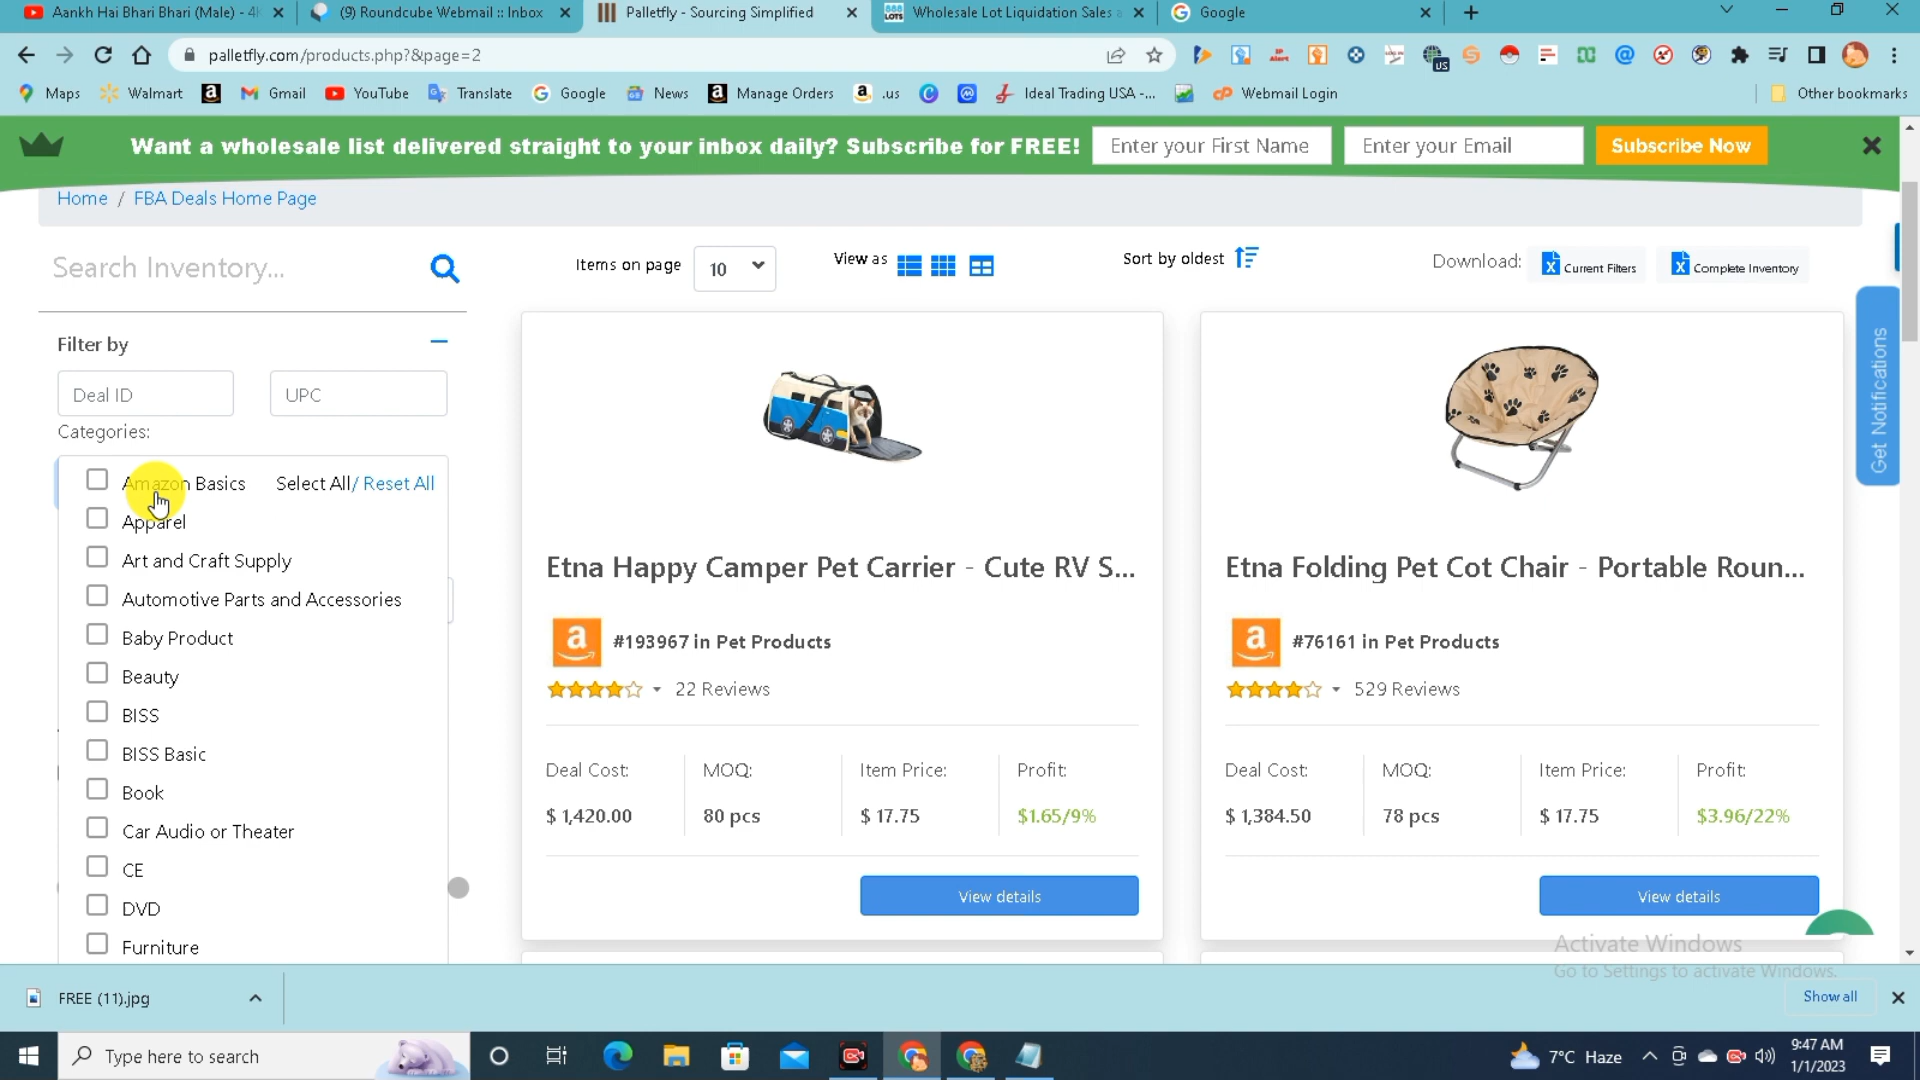 Aankh Hai Bhari Bhari (Male) - 4
(9) Roundcube Webmail :: Inbox
Palletfly - Sourcing Simplified
Wholesale Lot Liquidation Sales
Google
palletfly.com/products.php?&page=2
Maps
Walmart
Gmail
YouTube
Translate
Google
News
Manage Orders
.us
Ideal Trading USA -...
Webmail Login
Other bookmarks
Want a wholesale list delivered straight to your inbox daily? Subscribe for FREE!
Enter your First Name
Enter your Email
Subscribe Now
Home / FBA Deals Home Page
Search Inventory...
Items on page 10
View as
Sort by oldest
Download:
Current Filters
Complete Inventory
Filter by
Deal ID
UPC
Categories:
Amazon Basics
Select All/ Reset All
Apparel
Art and Craft Supply
Automotive Parts and Accessories
Baby Product
Beauty
BISS
BISS Basic
Book
Car Audio or Theater
CE
DVD
Furniture
Etna Happy Camper Pet Carrier - Cute RV S...
#193967 in Pet Products
22 Reviews
Deal Cost: MOQ: Item Price: Profit:
$ 1,420.00 80 pcs $ 17.75 $1.65/9%
View details
Etna Folding Pet Cot Chair - Portable Roun...
#76161 in Pet Products
529 Reviews
Deal Cost: MOQ: Item Price: Profit:
$ 1,384.50 78 pcs $ 17.75 $3.96/22%
View details
Get Notifications
Activate Windows
Go to Settings to activate Windows.
FREE (11).jpg
Show all
Type here to search
7°C Haze
9:47 AM
1/1/2023